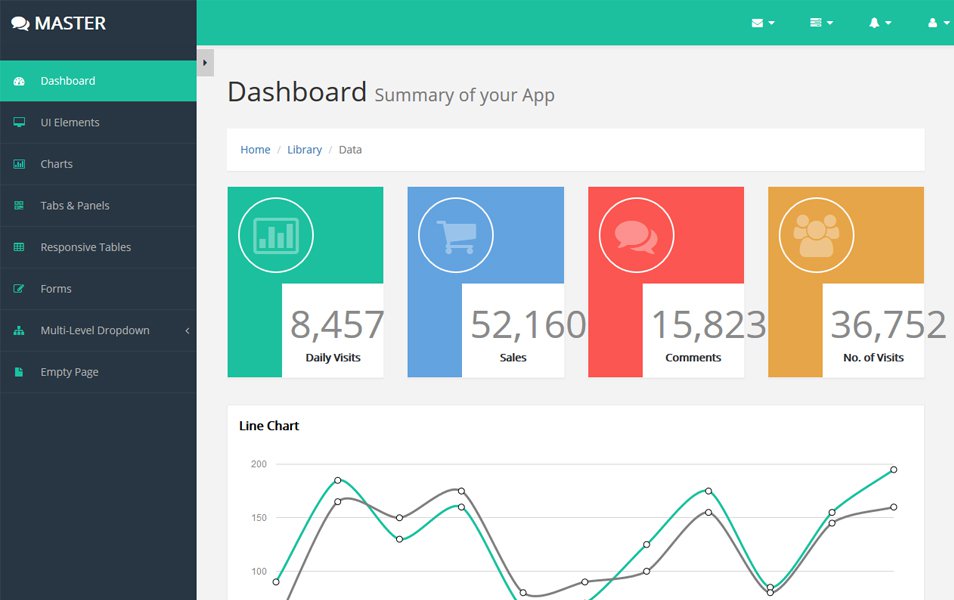 MASTER
Dashboard
UI Elements
Charts
Tabs & Panels
Responsive Tables
Forms
Multi-Level Dropdown
Empty Page
Dashboard Summary of your App
Home / Library / Data
8,457
Daily Visits
52,160
Sales
15,823
Comments
36,752
No. of Visits
Line Chart
200
150
100